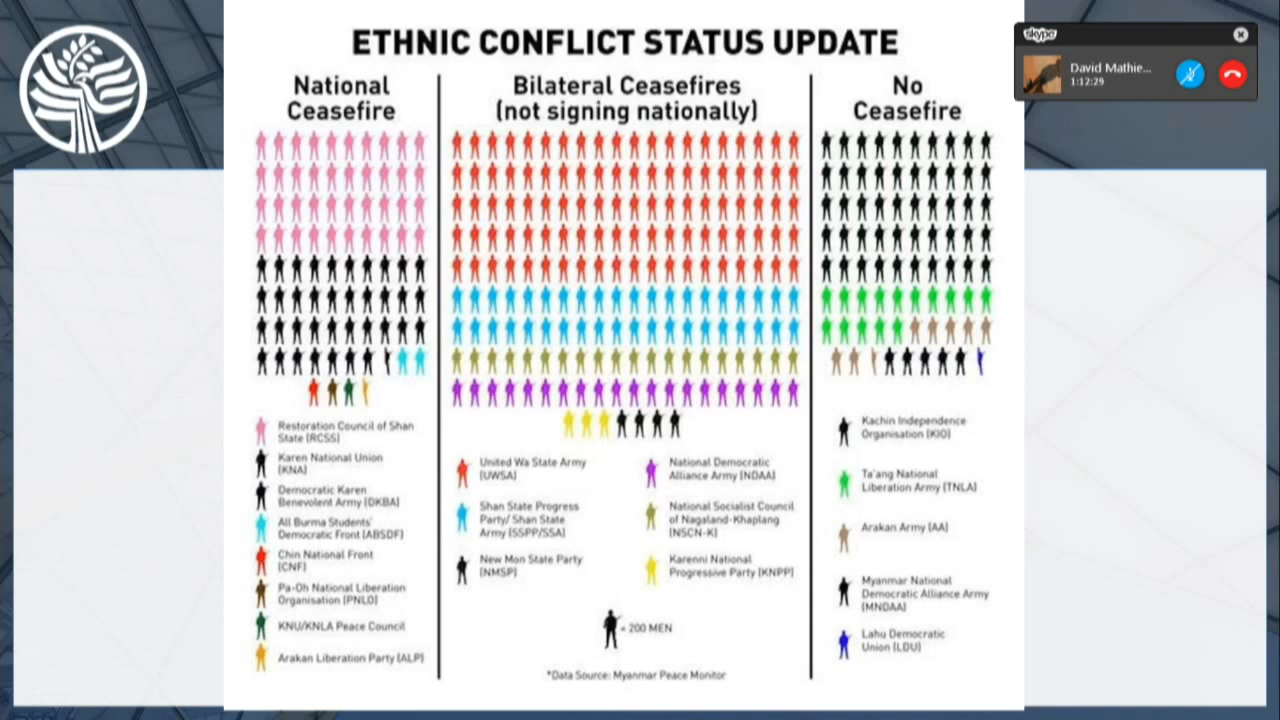 ETHNIC CONFLICT STATUS UPDATE
National
Ceasefire
Bilateral Ceasefires
(not signing nationally)
No
Ceasefire
Restoration Council of Shan
State (RCSS)
Karen National Union
(KNA)
Democratic Karen
Benevolent Army (DKBA)
All Burma Students'
Democratic Front (ABSDF)
Chin National Front
(CNF)
Pa-Oh National Liberation
Organisation (PNLO)
KNU/KNLA Peace Council
Arakan Liberation Party (ALP)
United Wa State Army
(UWSA)
Shan State Progress
Party/ Shan State
Army (SSPP/SSA)
New Mon State Party
(NMSP)
National Democratic
Alliance Army (NDAA)
National Socialist Council
of Nagaland-Khaplang
(NSCN-K)
Karenni National
Progressive Party (KNPP)
= 200 MEN
*Data Source: Myanmar Peace Monitor
Kachin Independence
Organisation (KIO)
Ta'ang National
Liberation Army (TNLA)
Arakan Army (AA)
Myanmar National
Democratic Alliance Army
(MNDAA)
Lahu Democratic
Union (LDU)
skype
David Mathie...
1:12:29